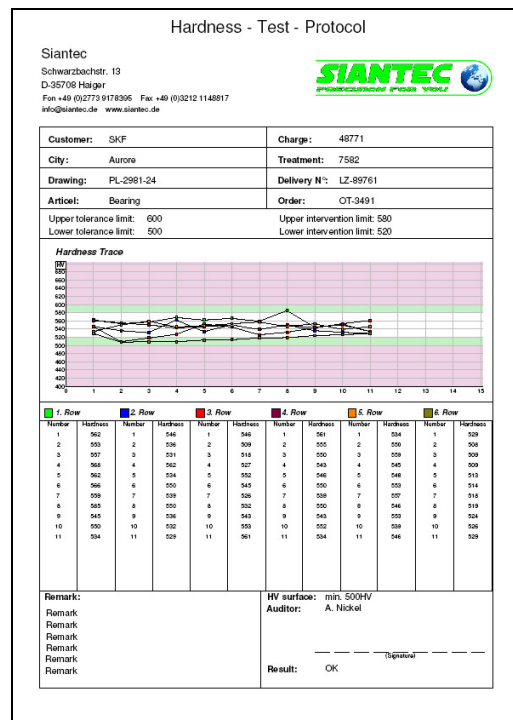 Hardness - Test - Protocol
Siantec
Schwarzbachstr. 13
D-35708 Haiger
Fon +49 (0)2773 9178395 Fax +49 (0)3212 1148817
info@siantec.de www.siantec.de
SIANTEC
PRECISION FOR YOU
Customer: SKF Charge: 48771
City: Aurore Treatment: 7582
Drawing: PL-2981-24 Delivery N°: LZ-89761
Articel: Bearing Order: OT-3491
Upper tolerance limit: 600 Upper intervention limit: 580
Lower tolerance limit: 500 Lower intervention limit: 520
Hardness Trace
HV
680
660
640
620
600
580
560
540
520
500
480
460
440
420
400
0 1 2 3 4 5 6 7 8 9 10 11 12 13 14 15
1. Row 2. Row 3. Row 4. Row 5. Row 6. Row
Number Hardness Number Hardness Number Hardness Number Hardness Number Hardness Number Hardness
1 562 1 546 1 546 1 561 1 534 1 529
2 553 2 536 2 509 2 555 2 550 2 508
3 557 3 531 3 518 3 550 3 559 3 509
4 568 4 562 4 527 4 543 4 545 4 509
5 562 5 534 5 552 5 546 5 548 5 513
6 566 6 550 6 545 6 550 6 553 6 514
7 559 7 539 7 526 7 539 7 557 7 518
8 585 8 550 8 532 8 550 8 546 8 519
9 545 9 536 9 543 9 543 9 553 9 524
10 550 10 532 10 553 10 552 10 539 10 526
11 534 11 529 11 561 11 534 11 546 11 529
Remark: HV surface: min. 500HV
Remark Auditor: A. Nickel
Remark
Remark
Remark
Remark (Signature)
Remark Result: OK